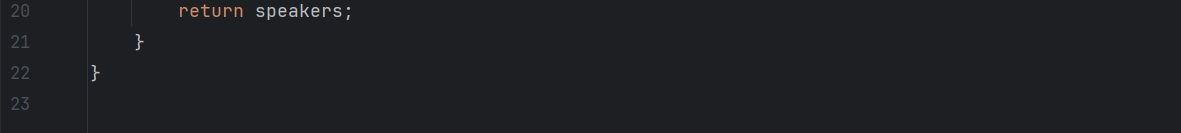 20 return speakers;
21 }
22 }
23